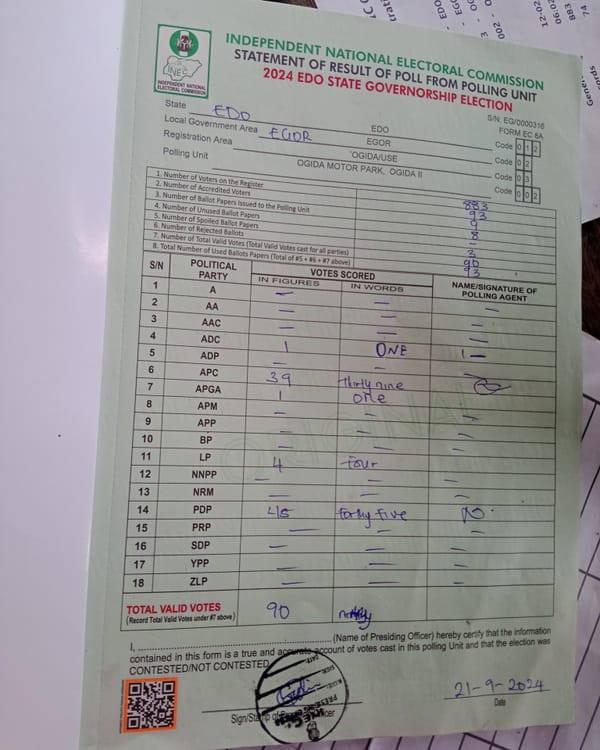 INDEPENDENT NATIONAL ELECTORAL COMMISSION
STATEMENT OF RESULT OF POLL FROM POLLING UNIT
2024 EDO STATE GOVERNORSHIP ELECTION
INEC
INDEPENDENT NATIONAL
ELECTORAL COMMISSION
S/N. EG/0000316
FORM EC 8A
State EDO EDO Code 0 1 2
Local Government Area EGOR EGOR Code 0 2
Registration Area 'OGIDA/USE Code 0 3
Polling Unit OGIDA MOTOR PARK, OGIDA II Code 0 0 2
1. Number of Voters on the Register 883
2. Number of Accredited Voters 93
3. Number of Ballot Papers Issued to the Polling Unit
4. Number of Unused Ballot Papers 8
5. Number of Spoiled Ballot Papers –
6. Number of Rejected Ballots 3
7. Number of Total Valid Votes (Total Valid Votes cast for all parties) 90
8. Total Number of Used Ballots Papers (Total of #5 + #6 + #7 above) 93
S/N POLITICAL PARTY VOTES SCORED NAME/SIGNATURE OF POLLING AGENT
IN FIGURES IN WORDS
1 A — — —
2 AA — — —
3 AAC — — —
4 ADC 1 ONE 1 —
5 ADP — — —
6 APC 39 thirty nine
7 APGA 1 one
8 APM — — —
9 APP — — —
10 BP — — —
11 LP 4 four —
12 NNPP — — —
13 NRM — — —
14 PDP 45 forty five
15 PRP — — —
16 SDP — — —
17 YPP — — —
18 ZLP — — —
TOTAL VALID VOTES 90
(Record Total Valid Votes under #7 above)
I, (Name of Presiding Officer) hereby certify that the information
contained in this form is a true and accurate account of votes cast in this polling Unit and that the election was
CONTESTED/NOT CONTESTED.
21-9-2024
Sign/Stamp of Presiding Officer Date